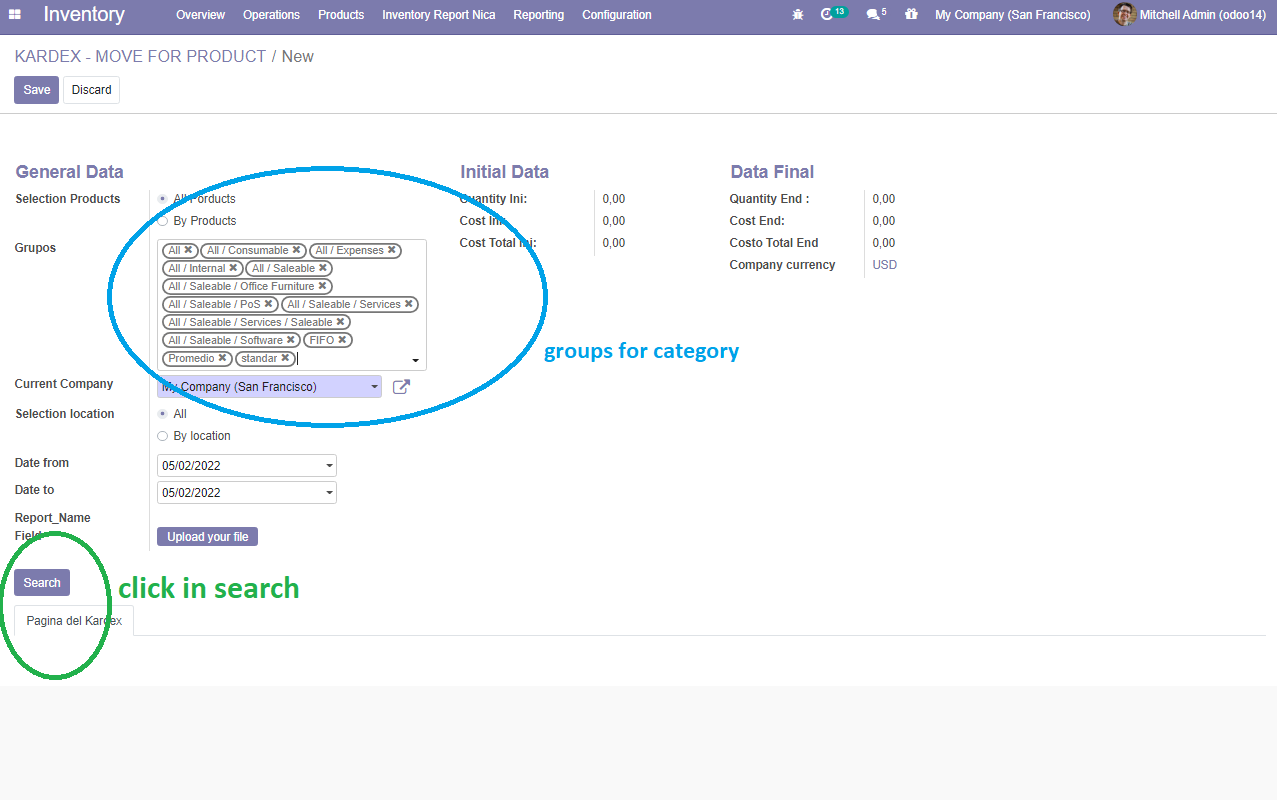 Inventory Overview Operations Products Inventory Report Nica Reporting Configuration 13 5 My Company (San Francisco) Mitchell Admin (odoo14)
KARDEX - MOVE FOR PRODUCT / New
Save Discard
General Data Initial Data Data Final
Selection Products All Porducts Quantity Ini: 0,00 Quantity End : 0,00
By Products Cost Ini: 0,00 Cost End: 0,00
Grupos Cost Total Ini: 0,00 Costo Total End 0,00
All ✖ All / Consumable ✖ All / Expenses ✖
Company currency USD
All / Internal ✖ All / Saleable ✖
All / Saleable / Office Furniture ✖
All / Saleable / PoS ✖ All / Saleable / Services ✖
All / Saleable / Services / Saleable ✖
All / Saleable / Software ✖ FIFO ✖
Promedio ✖ standar ✖
groups for category
Current Company My Company (San Francisco)
Selection location All
By location
Date from 05/02/2022
Date to 05/02/2022
Report_Name
Field Upload your file
Search
click in search
Pagina del Kardex